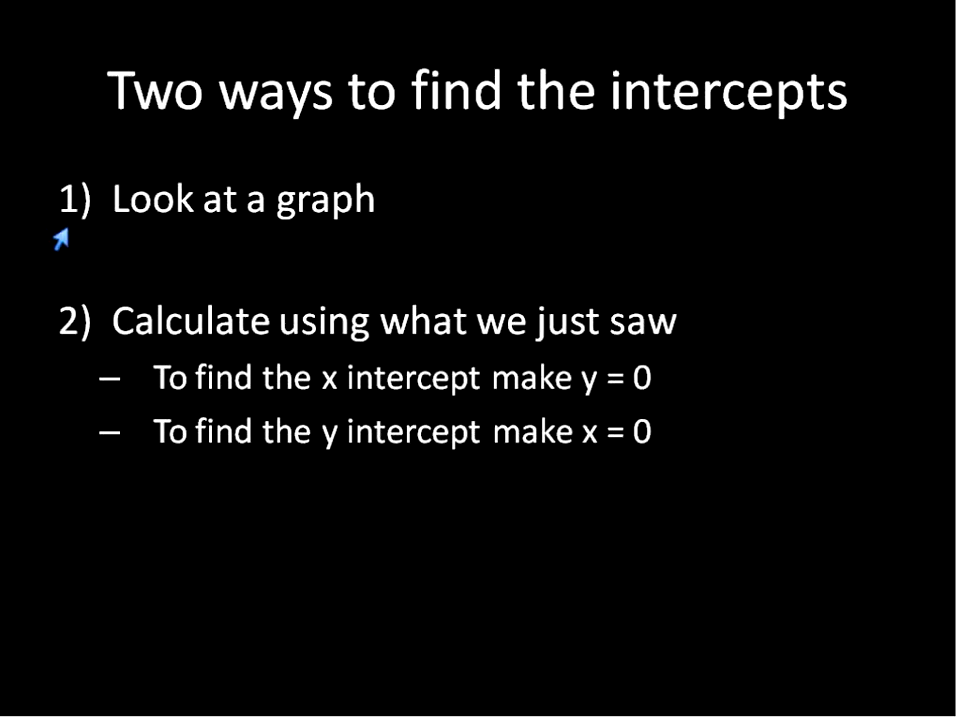 Two ways to find the intercepts
1) Look at a graph
2) Calculate using what we just saw
– To find the x intercept make y = 0
– To find the y intercept make x = 0